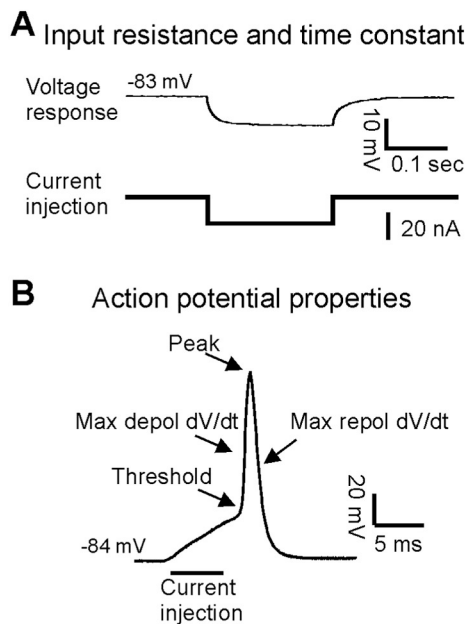 A Input resistance and time constant
Voltage
response
-83 mV
10 mV
0.1 sec
Current
injection
20 nA
B Action potential properties
Peak
Max depol dV/dt
Max repol dV/dt
Threshold
-84 mV
20 mV
5 ms
Current
injection